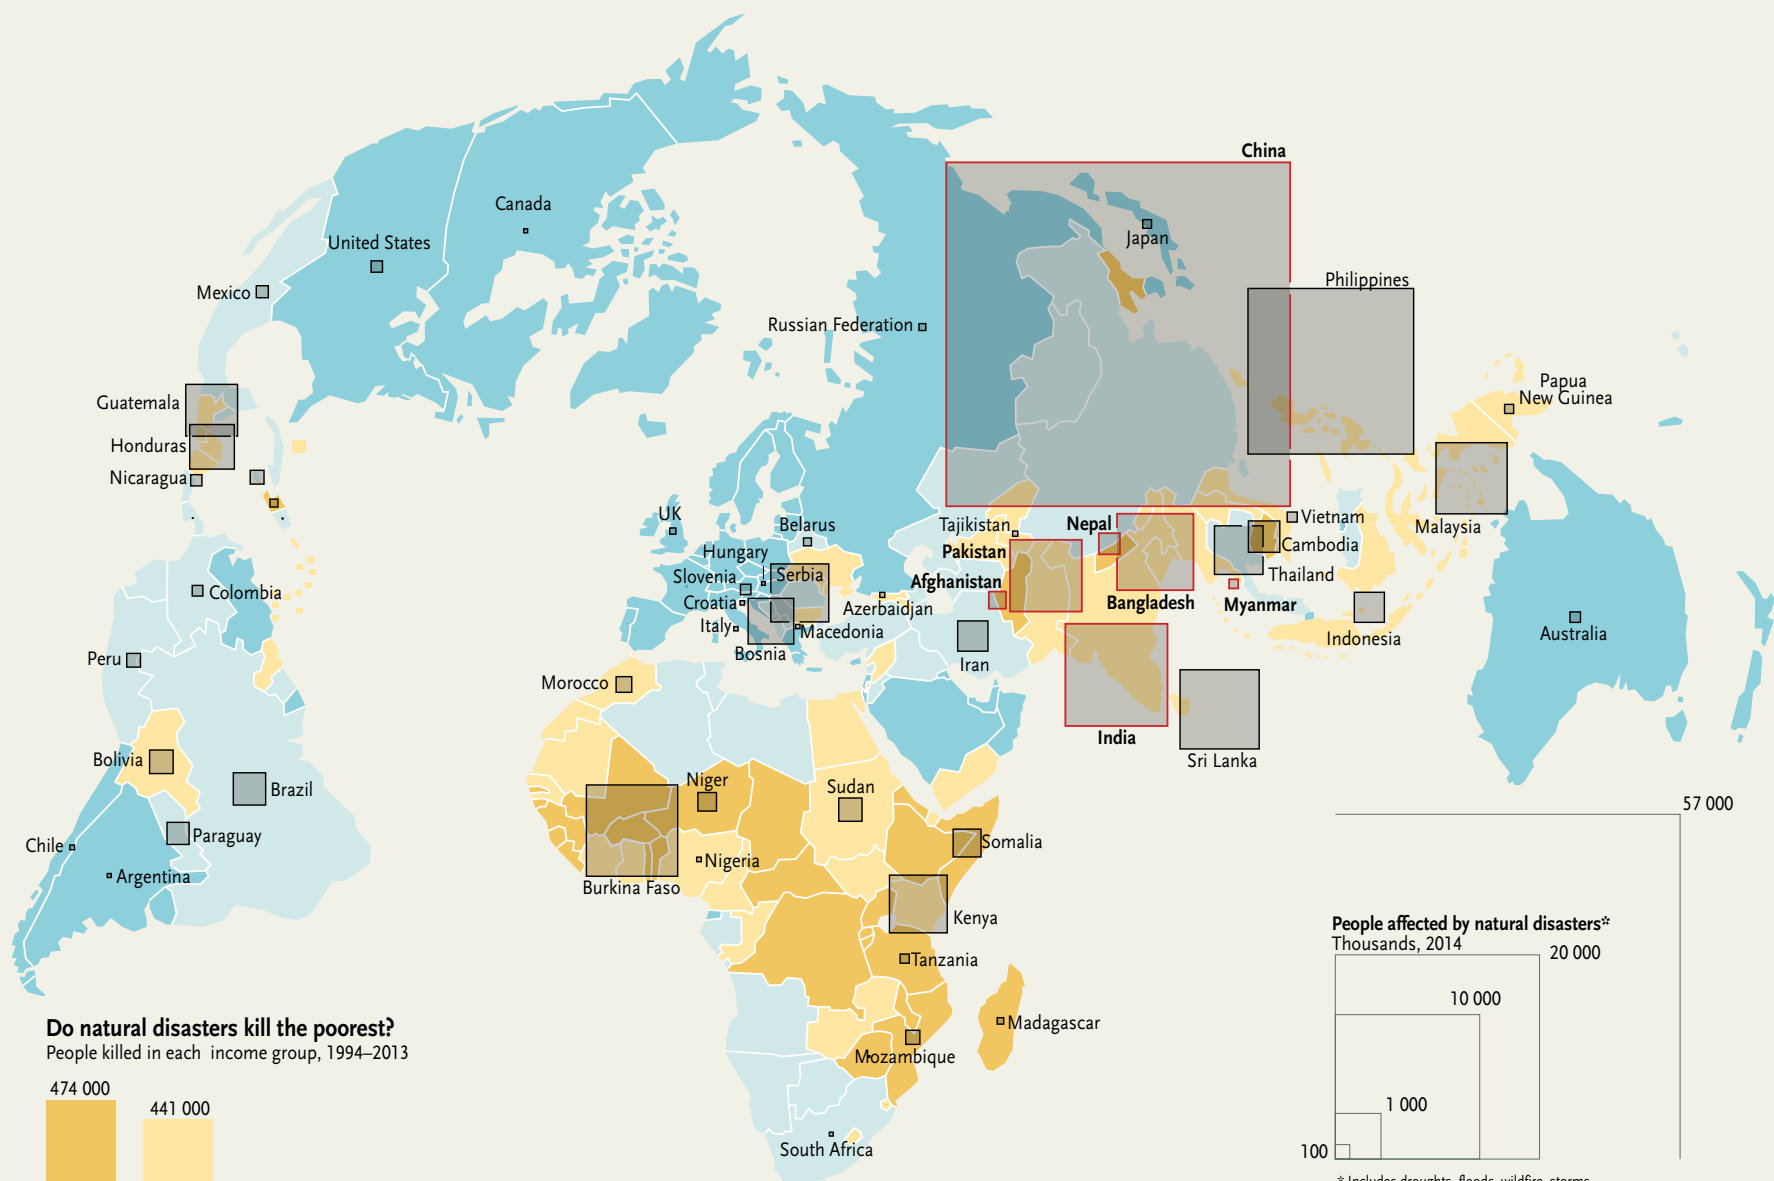 China
Canada
United States
Japan
Mexico
Philippines
Russian Federation
Papua
New Guinea
Guatemala
Honduras
Nicaragua
UK
Belarus
Tajikistan
Nepal
Vietnam
Malaysia
Hungary
Pakistan
Cambodia
Slovenia
Serbia
Thailand
Afghanistan
Colombia
Croatia
Azerbaidjan
Bangladesh
Myanmar
Italy
Macedonia
Indonesia
Australia
Bosnia
Iran
Peru
Morocco
India
Sri Lanka
Bolivia
Brazil
Niger
Sudan
57 000
Paraguay
Chile
Somalia
Nigeria
Argentina
Burkina Faso
Kenya
People affected by natural disasters*
Thousands, 2014
20 000
Tanzania
10 000
Madagascar
Do natural disasters kill the poorest?
People killed in each income group, 1994–2013
Mozambique
474 000
441 000
1 000
South Africa
100
* Includes droughts, floods, wildfire, storms,